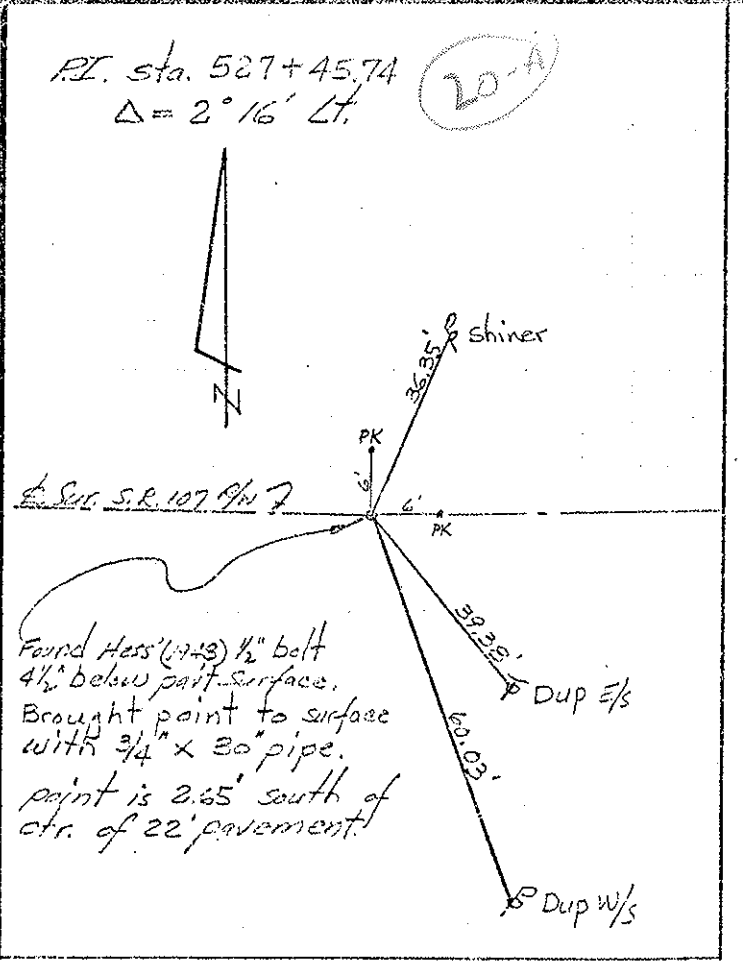 P.I. sta. 527+45.74
Δ = 2° 16' Lt.
20-A
N
shiner
36.35'
PK
6'
6'
PK
℄ Sur. S.R. 107 P/N 7
39.38'
Dup E/s
60.03'
Dup W/s
Found Hess' (1943) 1/2" bolt
4 1/2" below pav't surface.
Brought point to surface
with 3/4" x 30" pipe.
point is 2.65' south of
ctr. of 22' pavement.